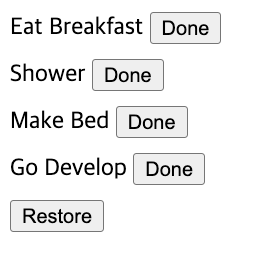 Eat Breakfast Done
Shower Done
Make Bed Done
Go Develop Done
Restore